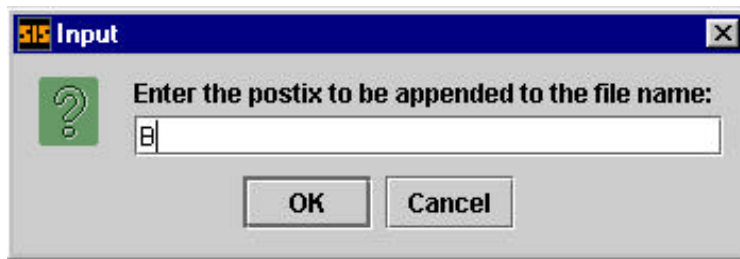 SIS Input
Enter the postix to be appended to the file name:
B
OK Cancel